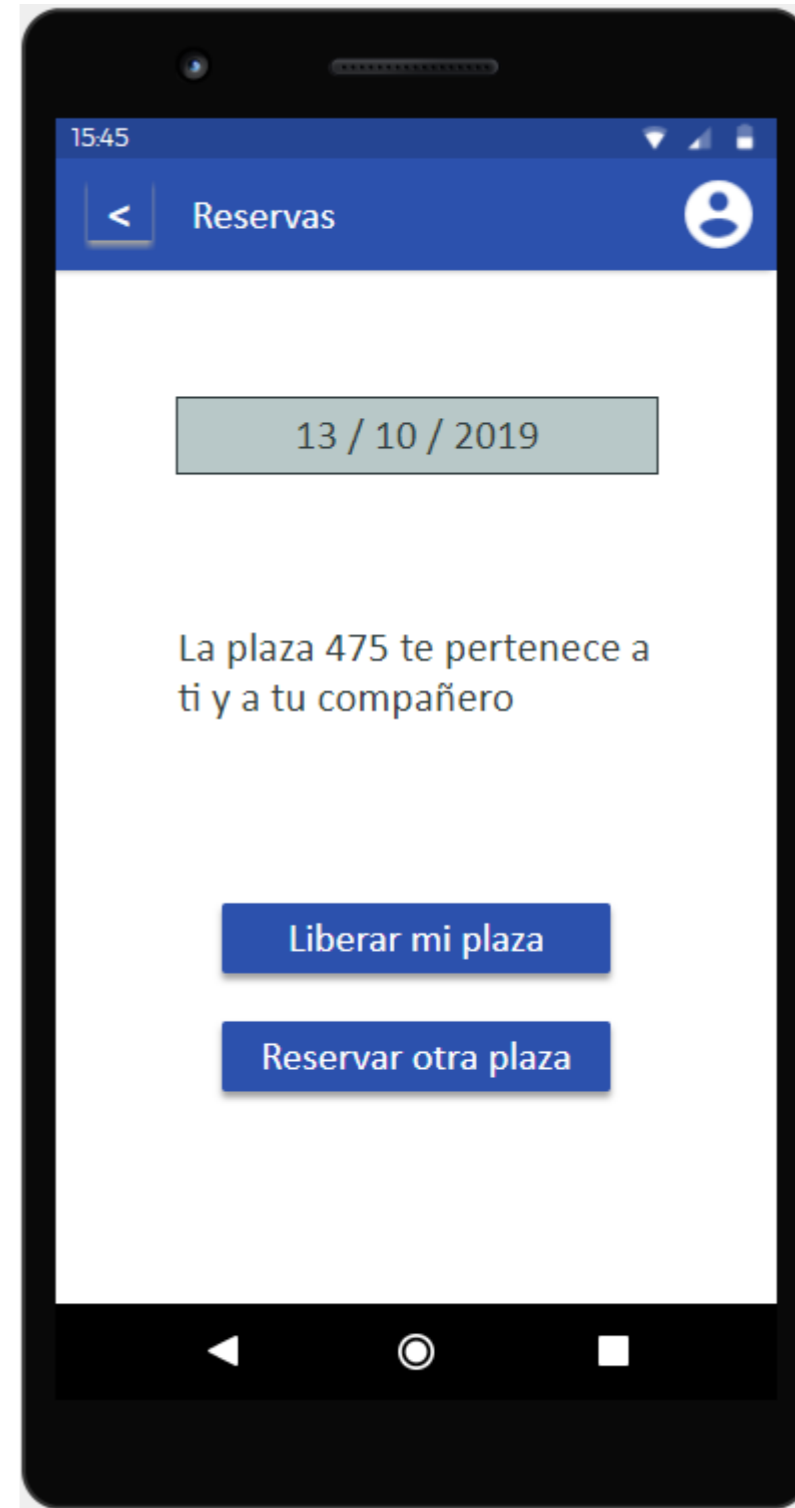 15:45
< Reservas
13 / 10 / 2019
La plaza 475 te pertenece a
ti y a tu compañero
Liberar mi plaza
Reservar otra plaza